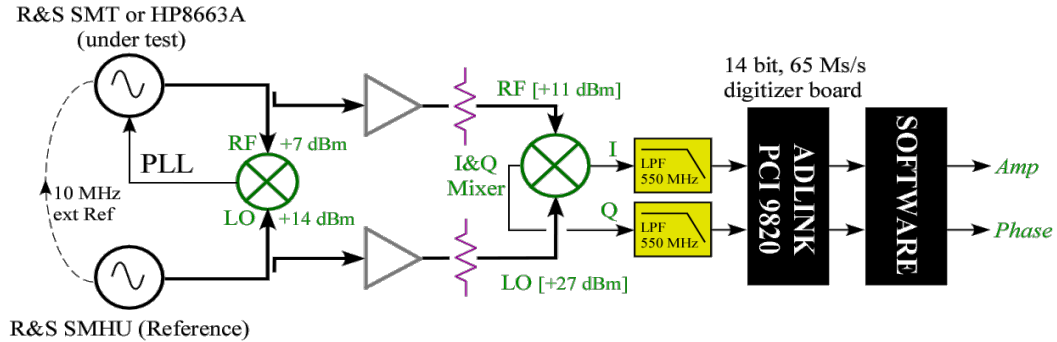 R&S SMT or HP8663A
(under test)
10 MHz
ext Ref
PLL
RF +7 dBm
LO +14 dBm
R&S SMHU (Reference)
RF [+11 dBm]
I&Q
Mixer
LO [+27 dBm]
I
Q
LPF
550 MHz
LPF
550 MHz
14 bit, 65 Ms/s
digitizer board
ADLINK
PCI 9820
SOFTWARE
Amp
Phase